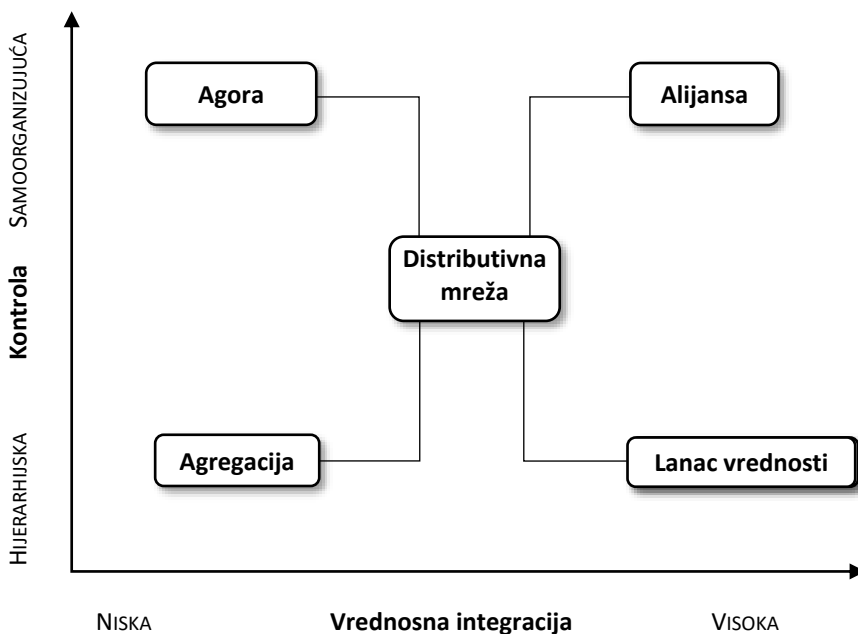 SAMOORGANIZUJUĆA
Agora
Alijansa
Distributivna
mreža
Kontrola
Agregacija
Lanac vrednosti
HIJERARHIJSKA
NISKA
Vrednosna integracija
VISOKA